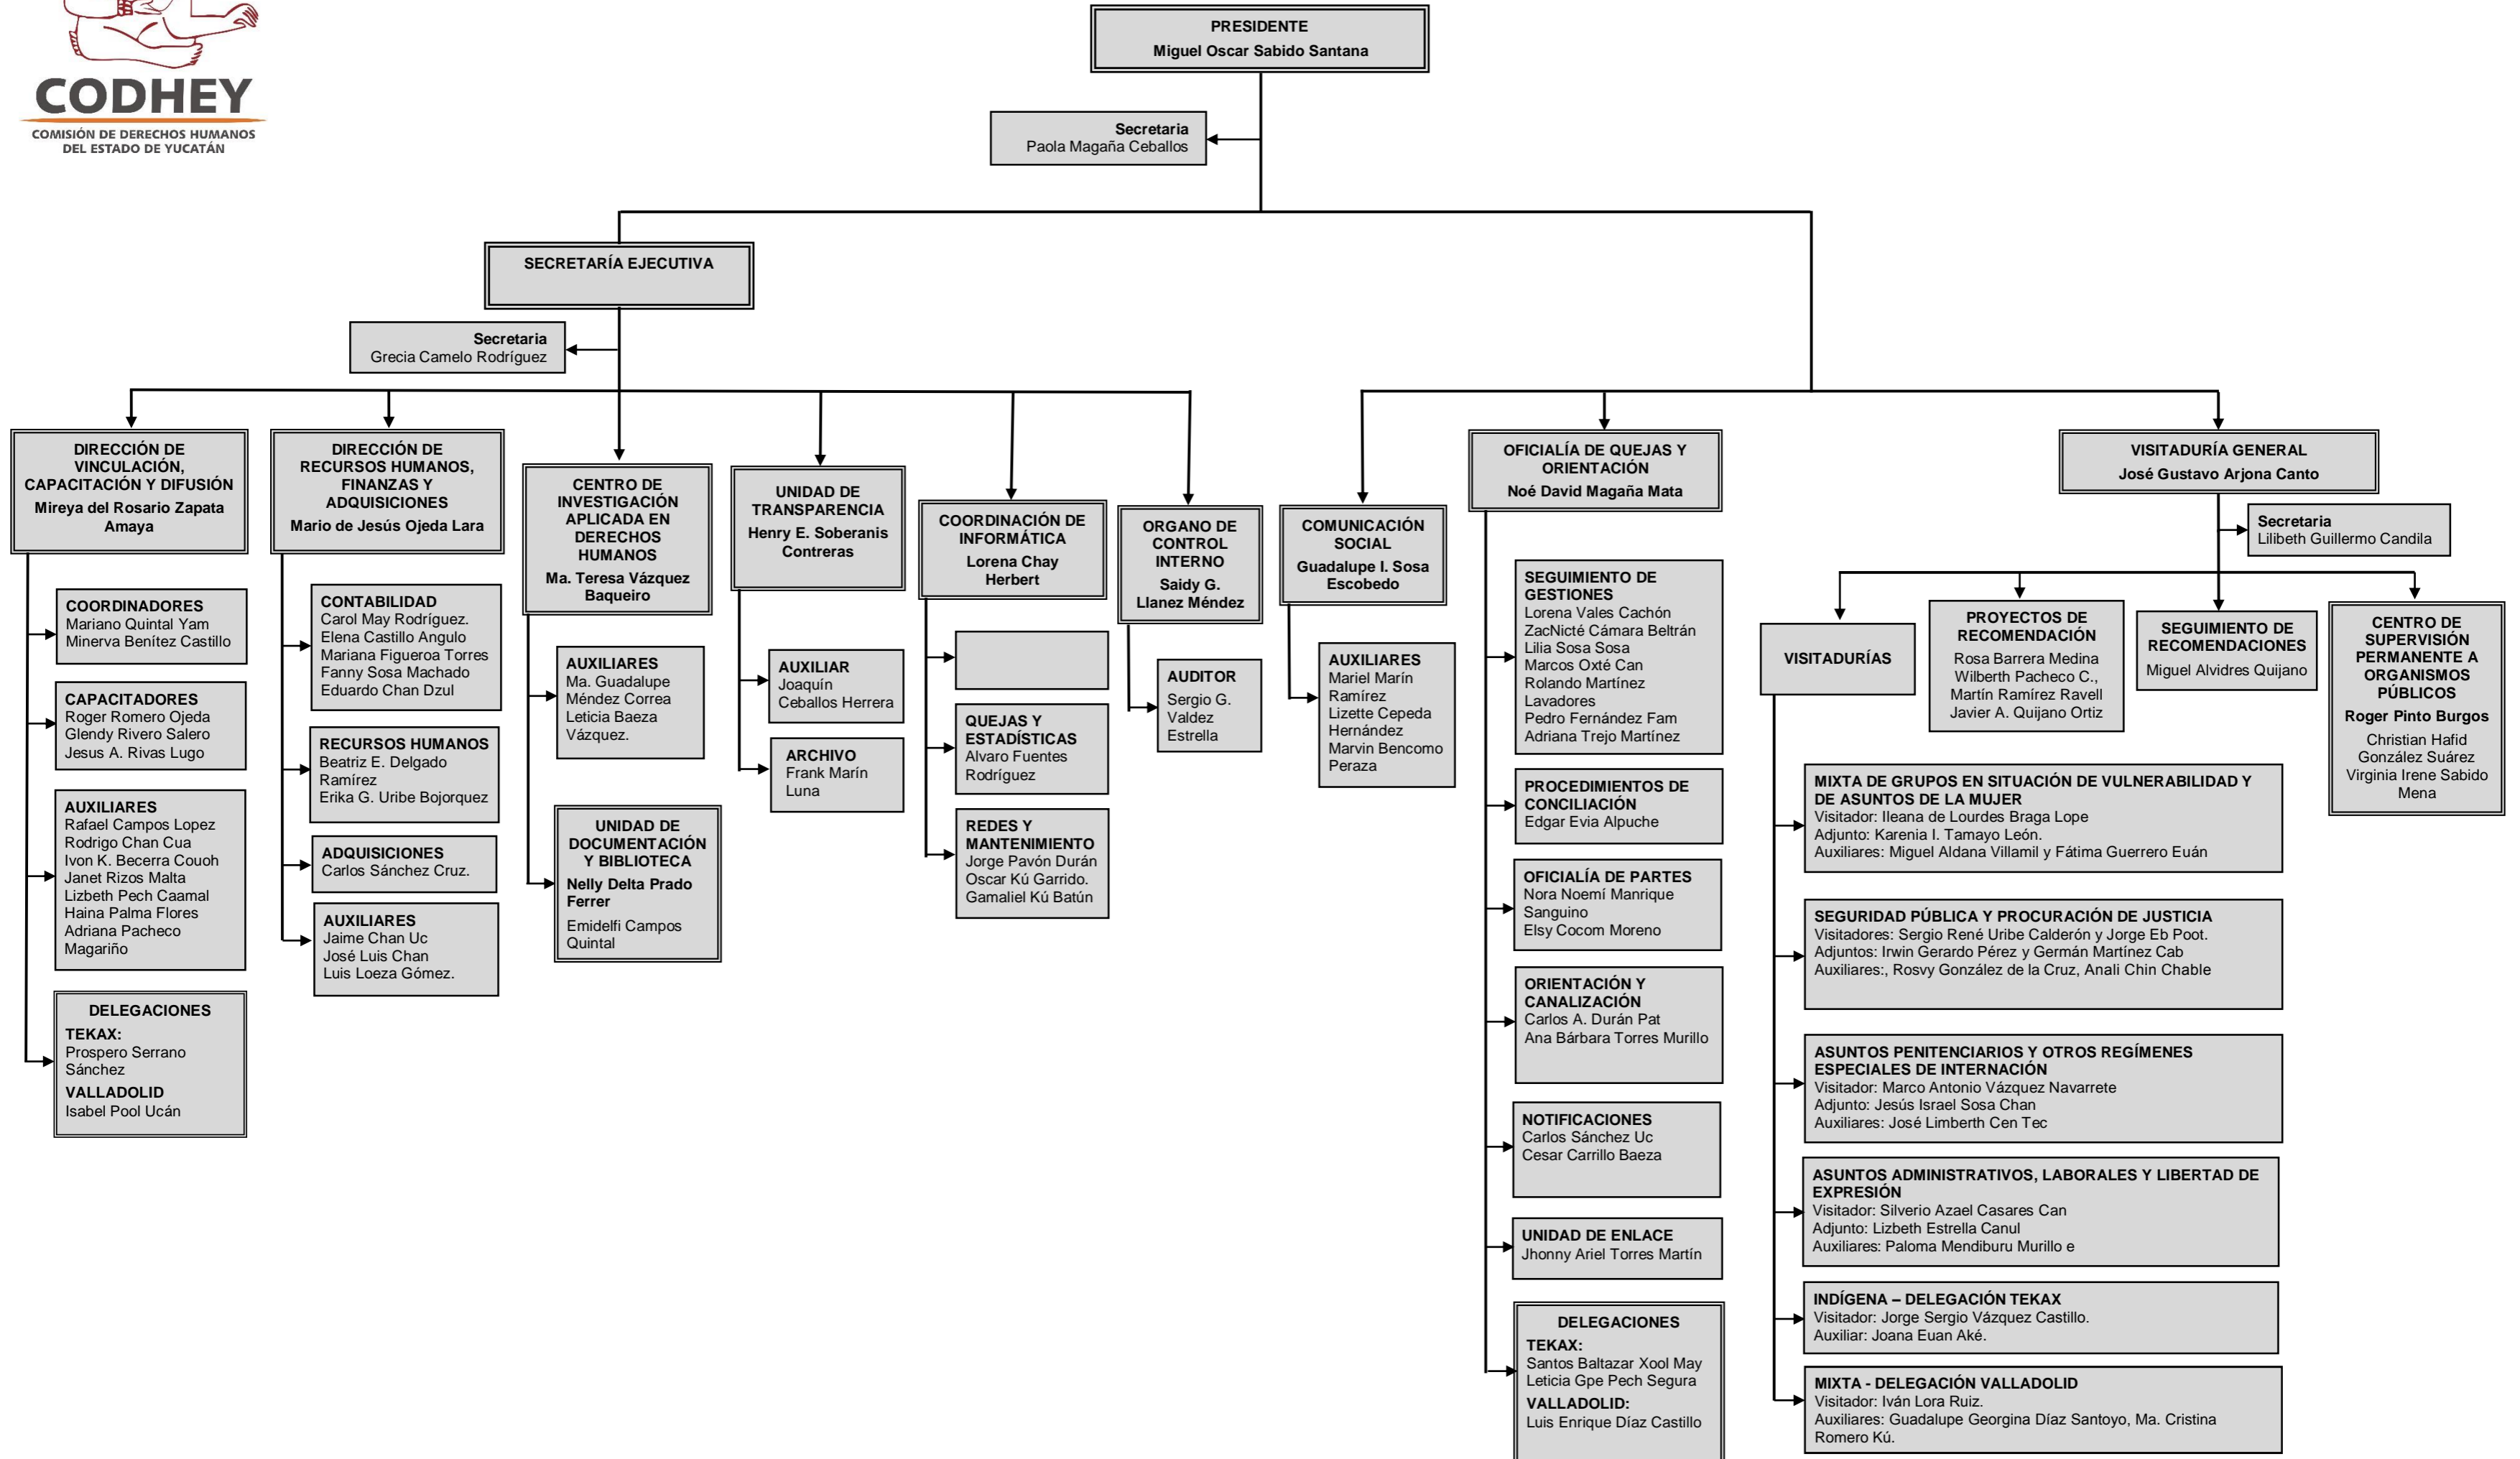 CODHEY
COMISIÓN DE DERECHOS HUMANOS
DEL ESTADO DE YUCATÁN
PRESIDENTE
Miguel Oscar Sabido Santana
Secretaria
Paola Magaña Ceballos
SECRETARÍA EJECUTIVA
Secretaria
Grecia Camelo Rodríguez
DIRECCIÓN DE
VINCULACIÓN,
CAPACITACIÓN Y DIFUSIÓN
Mireya del Rosario Zapata
Amaya
COORDINADORES
Mariano Quintal Yam
Minerva Benítez Castillo
CAPACITADORES
Roger Romero Ojeda
Glendy Rivero Salero
Jesus A. Rivas Lugo
AUXILIARES
Rafael Campos Lopez
Rodrigo Chan Cua
Ivon K. Becerra Couoh
Janet Rizos Malta
Lizbeth Pech Caamal
Haina Palma Flores
Adriana Pacheco
Magariño
DELEGACIONES
TEKAX:
Prospero Serrano
Sánchez
VALLADOLID
Isabel Pool Ucán
DIRECCIÓN DE
RECURSOS HUMANOS,
FINANZAS Y
ADQUISICIONES
Mario de Jesús Ojeda Lara
CONTABILIDAD
Carol May Rodríguez.
Elena Castillo Angulo
Mariana Figueroa Torres
Fanny Sosa Machado
Eduardo Chan Dzul
RECURSOS HUMANOS
Beatriz E. Delgado
Ramírez
Erika G. Uribe Bojorquez
ADQUISICIONES
Carlos Sánchez Cruz.
AUXILIARES
Jaime Chan Uc
José Luis Chan
Luis Loeza Gómez.
CENTRO DE
INVESTIGACIÓN
APLICADA EN
DERECHOS
HUMANOS
Ma. Teresa Vázquez
Baqueiro
AUXILIARES
Ma. Guadalupe
Méndez Correa
Leticia Baeza
Vázquez.
UNIDAD DE
DOCUMENTACIÓN
Y BIBLIOTECA
Nelly Delta Prado
Ferrer
Emidelfi Campos
Quintal
UNIDAD DE
TRANSPARENCIA
Henry E. Soberanis
Contreras
AUXILIAR
Joaquín
Ceballos Herrera
ARCHIVO
Frank Marín
Luna
COORDINACIÓN DE
INFORMÁTICA
Lorena Chay
Herbert
QUEJAS Y
ESTADÍSTICAS
Alvaro Fuentes
Rodríguez
REDES Y
MANTENIMIENTO
Jorge Pavón Durán
Oscar Kú Garrido.
Gamaliel Kú Batún
ORGANO DE
CONTROL
INTERNO
Saidy G.
Llanez Méndez
AUDITOR
Sergio G.
Valdez
Estrella
COMUNICACIÓN
SOCIAL
Guadalupe I. Sosa
Escobedo
AUXILIARES
Mariel Marín
Ramírez
Lizette Cepeda
Hernández
Marvin Bencomo
Peraza
OFICIALÍA DE QUEJAS Y
ORIENTACIÓN
Noé David Magaña Mata
SEGUIMIENTO DE
GESTIONES
Lorena Vales Cachón
ZacNicté Cámara Beltrán
Lilia Sosa Sosa
Marcos Oxté Can
Rolando Martínez
Lavadores
Pedro Fernández Fam
Adriana Trejo Martínez
PROCEDIMIENTOS DE
CONCILIACIÓN
Edgar Evia Alpuche
OFICIALÍA DE PARTES
Nora Noemí Manrique
Sanguino
Elsy Cocom Moreno
ORIENTACIÓN Y
CANALIZACIÓN
Carlos A. Durán Pat
Ana Bárbara Torres Murillo
NOTIFICACIONES
Carlos Sánchez Uc
Cesar Carrillo Baeza
UNIDAD DE ENLACE
Jhonny Ariel Torres Martín
DELEGACIONES
TEKAX:
Santos Baltazar Xool May
Leticia Gpe Pech Segura
VALLADOLID:
Luis Enrique Díaz Castillo
VISITADURÍA GENERAL
José Gustavo Arjona Canto
Secretaria
Lilibeth Guillermo Candila
VISITADURÍAS
PROYECTOS DE
RECOMENDACIÓN
Rosa Barrera Medina
Wilberth Pacheco C.,
Martín Ramírez Ravell
Javier A. Quijano Ortiz
SEGUIMIENTO DE
RECOMENDACIONES
Miguel Alvidres Quijano
CENTRO DE
SUPERVISIÓN
PERMANENTE A
ORGANISMOS
PÚBLICOS
Roger Pinto Burgos
Christian Hafid
González Suárez
Virginia Irene Sabido
Mena
MIXTA DE GRUPOS EN SITUACIÓN DE VULNERABILIDAD Y
DE ASUNTOS DE LA MUJER
Visitador: Ileana de Lourdes Braga Lope
Adjunto: Karenia I. Tamayo León.
Auxiliares: Miguel Aldana Villamil y Fátima Guerrero Euán
SEGURIDAD PÚBLICA Y PROCURACIÓN DE JUSTICIA
Visitadores: Sergio René Uribe Calderón y Jorge Eb Poot.
Adjuntos: Irwin Gerardo Pérez y Germán Martínez Cab
Auxiliares:, Rosvy González de la Cruz, Anali Chin Chable
ASUNTOS PENITENCIARIOS Y OTROS REGÍMENES
ESPECIALES DE INTERNACIÓN
Visitador: Marco Antonio Vázquez Navarrete
Adjunto: Jesús Israel Sosa Chan
Auxiliares: José Limberth Cen Tec
ASUNTOS ADMINISTRATIVOS, LABORALES Y LIBERTAD DE
EXPRESIÓN
Visitador: Silverio Azael Casares Can
Adjunto: Lizbeth Estrella Canul
Auxiliares: Paloma Mendiburu Murillo e
INDÍGENA – DELEGACIÓN TEKAX
Visitador: Jorge Sergio Vázquez Castillo.
Auxiliar: Joana Euan Aké.
MIXTA - DELEGACIÓN VALLADOLID
Visitador: Iván Lora Ruiz.
Auxiliares: Guadalupe Georgina Díaz Santoyo, Ma. Cristina
Romero Kú.